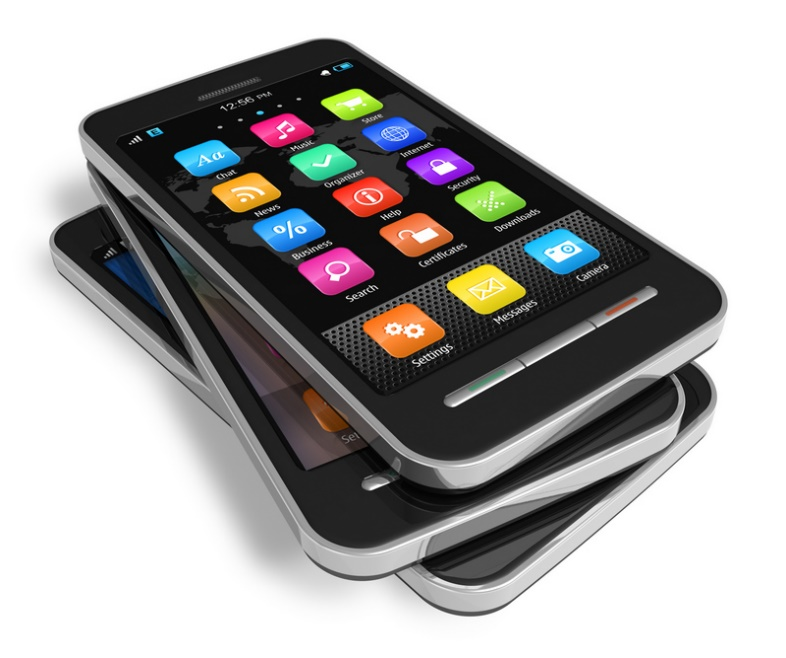 12:56 PM
Aa
Chat
Music
Store
News
Organizer
Internet
%
Business
Help
Security
Search
Certificates
Downloads
Settings
Messages
Camera
Set